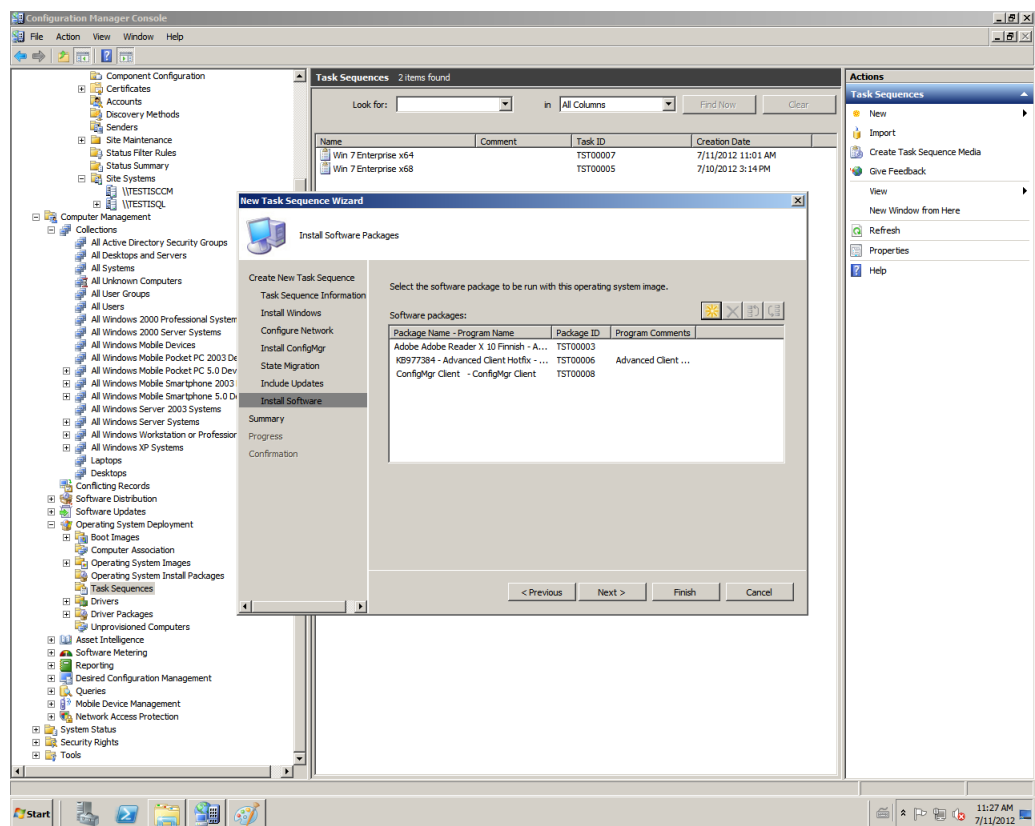 Configuration Manager Console
File Action View Window Help
Component Configuration
Certificates
Accounts
Discovery Methods
Senders
Site Maintenance
Status Filter Rules
Status Summary
Site Systems
\\TESTISCCM
\\TESTISQL
Computer Management
Collections
All Active Directory Security Groups
All Desktops and Servers
All Systems
All Unknown Computers
All User Groups
All Users
All Windows 2000 Professional System
All Windows 2000 Server Systems
All Windows Mobile Devices
All Windows Mobile Pocket PC 2003 De
All Windows Mobile Pocket PC 5.0 Dev
All Windows Mobile Smartphone 2003
All Windows Mobile Smartphone 5.0 De
All Windows Server 2003 Systems
All Windows Server Systems
All Windows Workstation or Professior
All Windows XP Systems
Laptops
Desktops
Conflicting Records
Software Distribution
Software Updates
Operating System Deployment
Boot Images
Computer Association
Operating System Images
Operating System Install Packages
Task Sequences
Drivers
Driver Packages
Unprovisioned Computers
Asset Intelligence
Software Metering
Reporting
Desired Configuration Management
Queries
Mobile Device Management
Network Access Protection
System Status
Security Rights
Tools
Task Sequences 2 items found
Look for: in All Columns Find Now Clear
Name Comment Task ID Creation Date
Win 7 Enterprise x64 TST00007 7/11/2012 11:01 AM
Win 7 Enterprise x68 TST00005 7/10/2012 3:14 PM
New Task Sequence Wizard
Install Software Packages
Create New Task Sequence
Task Sequence Information
Install Windows
Configure Network
Install ConfigMgr
State Migration
Include Updates
Install Software
Summary
Progress
Confirmation
Select the software package to be run with this operating system image.
Software packages:
Package Name - Program Name Package ID Program Comments
Adobe Adobe Reader X 10 Finnish - A... TST00003
KB977384 - Advanced Client Hotfix - ... TST00006 Advanced Client ...
ConfigMgr Client - ConfigMgr Client TST00008
< Previous Next > Finish Cancel
Actions
Task Sequences
New
Import
Create Task Sequence Media
Give Feedback
View
New Window from Here
Refresh
Properties
Help
Start
11:27 AM
7/11/2012